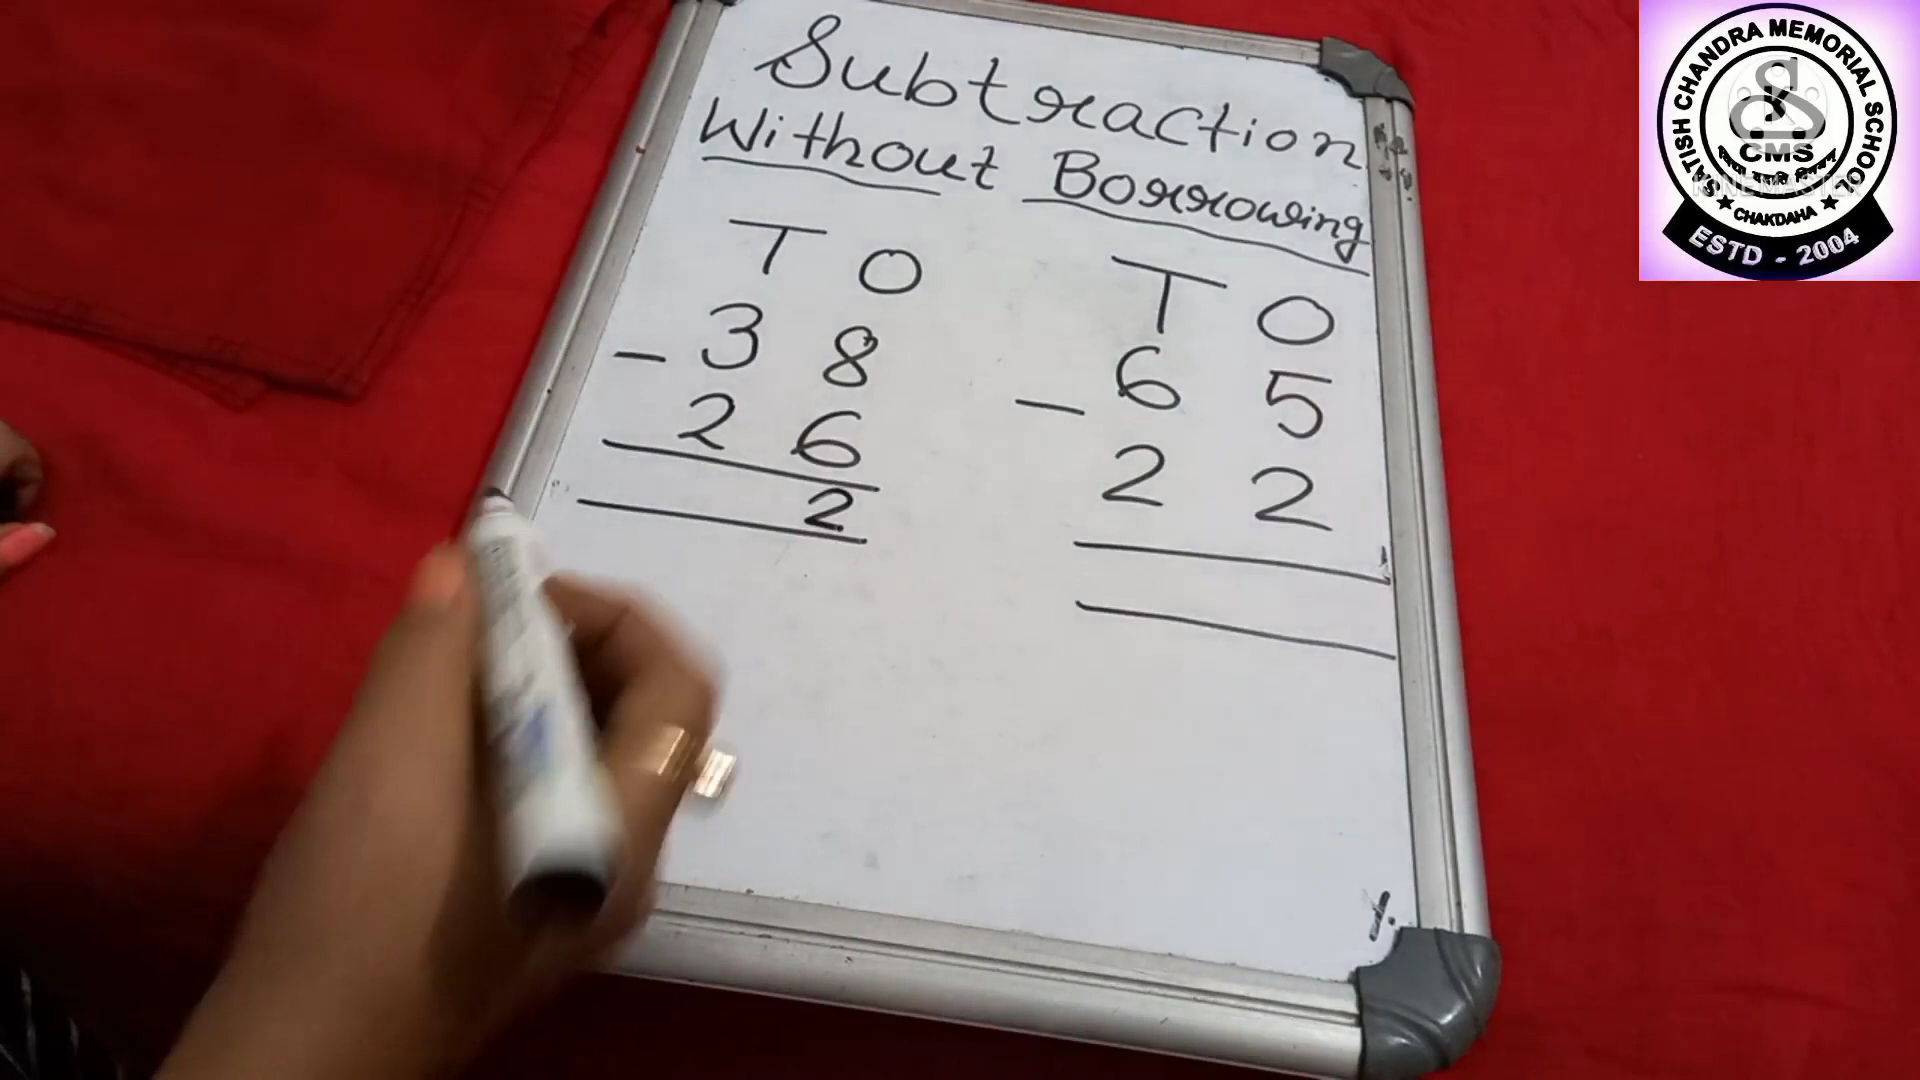 Subtraction
Without Borrowing
T O
3 8
- 2 6
2
T O
6 5
- 2 2
SATISH CHANDRA MEMORIAL SCHOOL
CMS
KINEMASTER
★ CHAKDAHA ★
ESTD - 2004